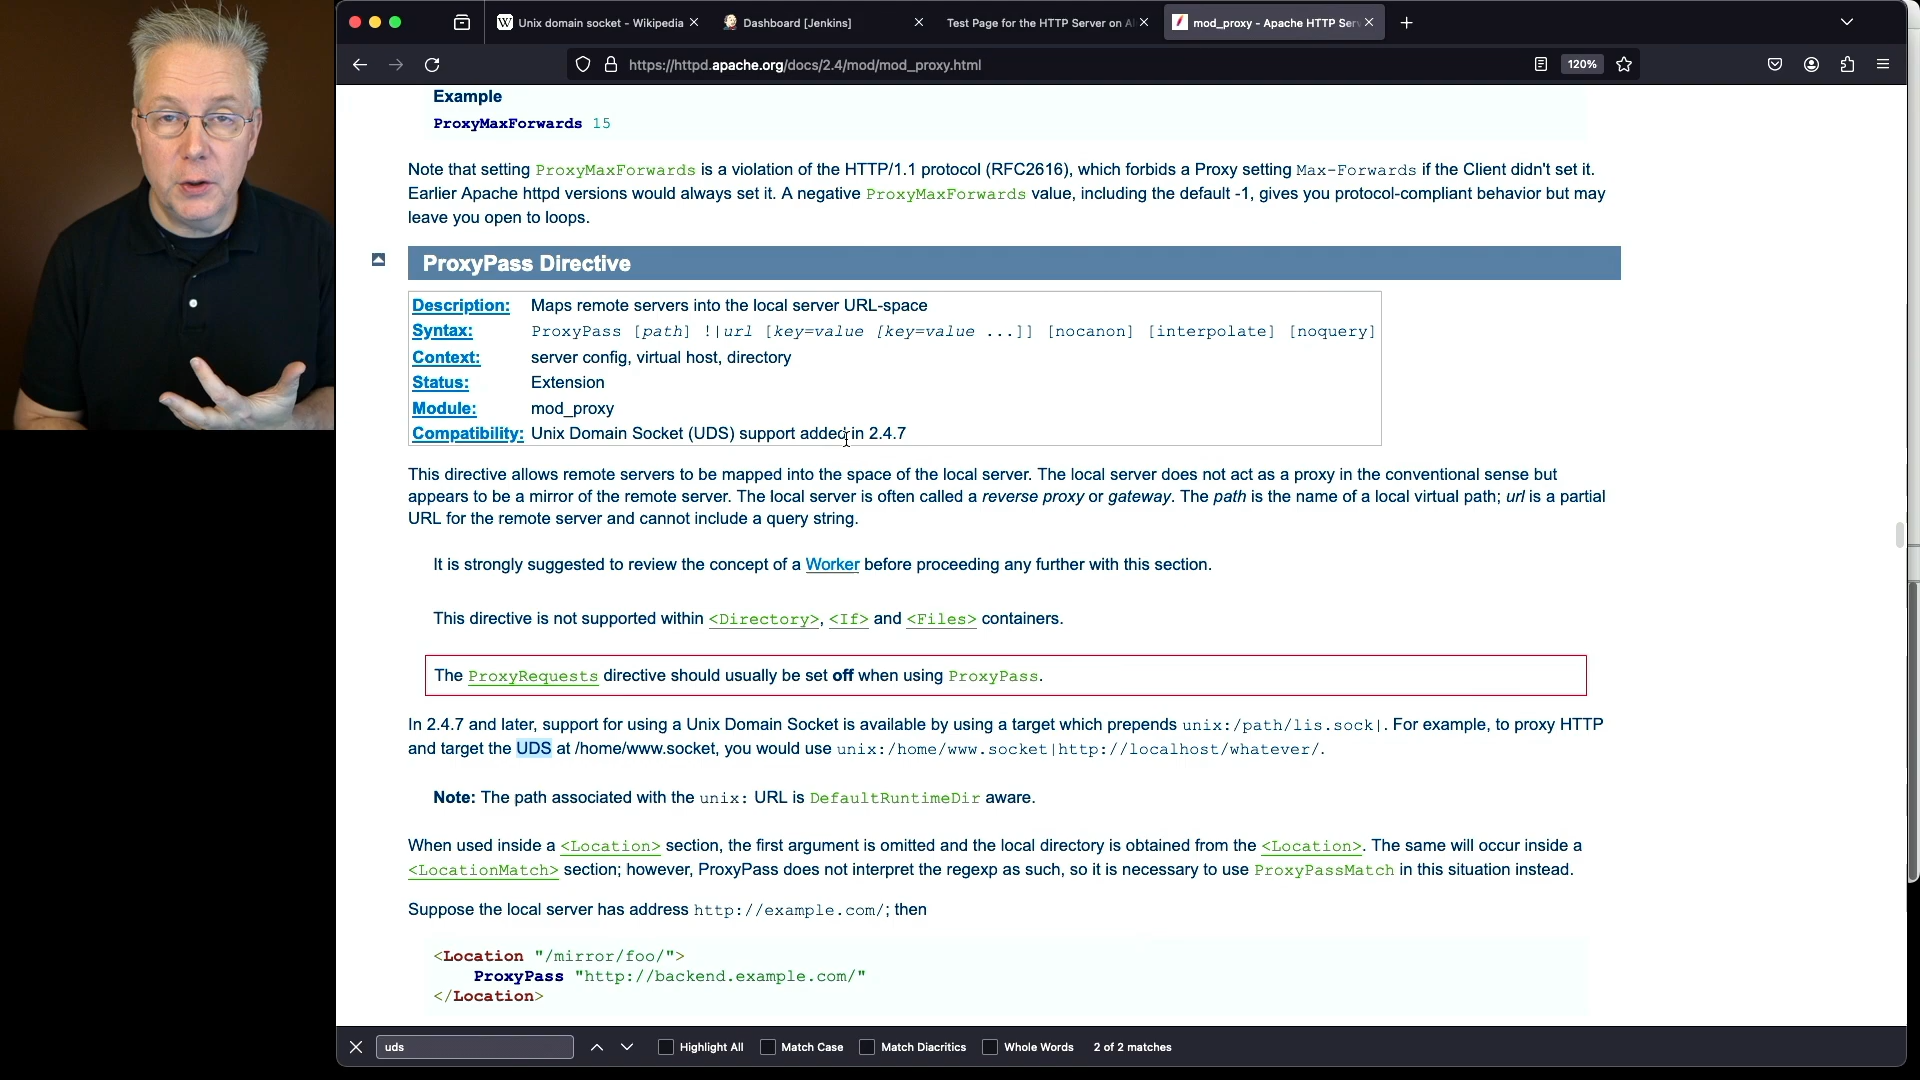 Unix domain socket - Wikipedia
Dashboard [Jenkins]
Test Page for the HTTP Server on
mod_proxy - Apache HTTP Ser
https://httpd.apache.org/docs/2.4/mod/mod_proxy.html
120%
Example
ProxyMaxForwards 15
Note that setting ProxyMaxForwards is a violation of the HTTP/1.1 protocol (RFC2616), which forbids a Proxy setting Max-Forwards if the Client didn't set it.
Earlier Apache httpd versions would always set it. A negative ProxyMaxForwards value, including the default -1, gives you protocol-compliant behavior but may
leave you open to loops.
ProxyPass Directive
Description: Maps remote servers into the local server URL-space
Syntax: ProxyPass [path] !|url [key=value [key=value ...]] [nocanon] [interpolate] [noquery]
Context: server config, virtual host, directory
Status: Extension
Module: mod_proxy
Compatibility: Unix Domain Socket (UDS) support added in 2.4.7
This directive allows remote servers to be mapped into the space of the local server. The local server does not act as a proxy in the conventional sense but
appears to be a mirror of the remote server. The local server is often called a reverse proxy or gateway. The path is the name of a local virtual path; url is a partial
URL for the remote server and cannot include a query string.
It is strongly suggested to review the concept of a Worker before proceeding any further with this section.
This directive is not supported within <Directory>, <If> and <Files> containers.
The ProxyRequests directive should usually be set off when using ProxyPass.
In 2.4.7 and later, support for using a Unix Domain Socket is available by using a target which prepends unix:/path/lis.sock|. For example, to proxy HTTP
and target the UDS at /home/www.socket, you would use unix:/home/www.socket|http://localhost/whatever/.
Note: The path associated with the unix: URL is DefaultRuntimeDir aware.
When used inside a <Location> section, the first argument is omitted and the local directory is obtained from the <Location>. The same will occur inside a
<LocationMatch> section; however, ProxyPass does not interpret the regexp as such, so it is necessary to use ProxyPassMatch in this situation instead.
Suppose the local server has address http://example.com/; then
<Location "/mirror/foo/">
ProxyPass "http://backend.example.com/"
</Location>
uds
Highlight All
Match Case
Match Diacritics
Whole Words
2 of 2 matches